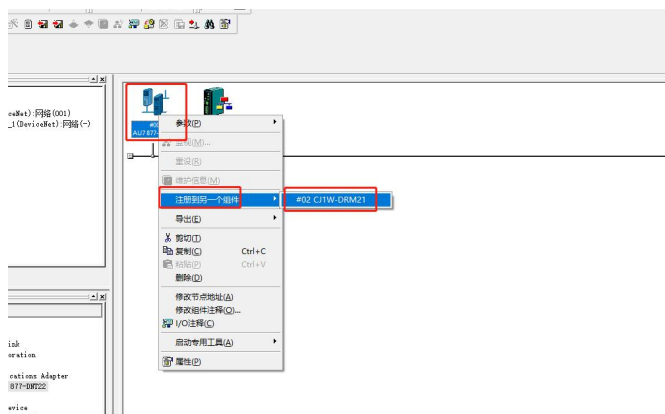 ceNet):网络(001)
_1(DeviceNet):网络(-)
#00
AU7 877-
参数(P)
监视(M)...
重设(R)
维护信息(M)
注册到另一个组件
#02 CJ1W-DRM21
导出(E)
剪切(T)
复制(C) Ctrl+C
粘贴(P) Ctrl+V
删除(D)
修改节点地址(A)
修改组件注释(O)...
I/O注释(C)
启动专用工具(A)
属性(P)
ink
oration
cations Adapter
877-DNT22
evice